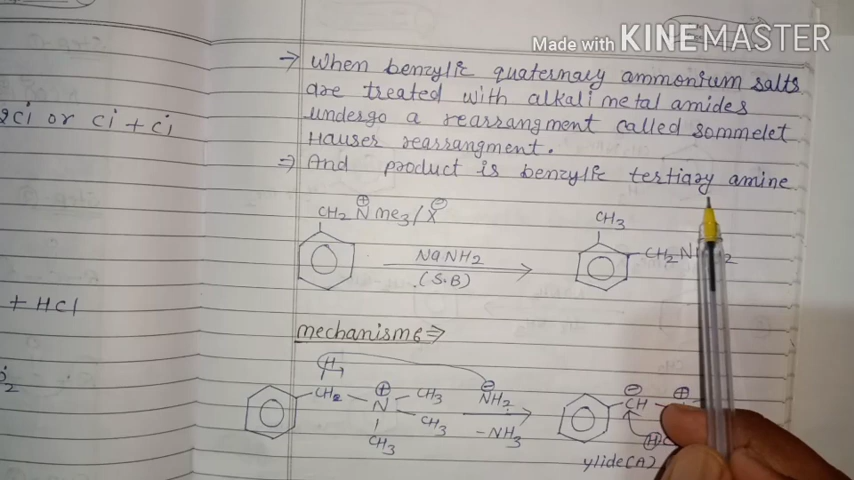 Made with KINEMASTER
→ When benzylic quaternary ammonium salts
are treated with alkali metal amides
undergo a rearrangment called sommelet
Hauser rearrangment.
⇒ And product is benzylic tertiary amine
or Ci + Ci
CH2 N⊕ me3/X⊖
NaNH2
(S.B)
CH3
CH2N
2
+ HCl
mechanism⇒
H
CH2 — N⊕ CH3
CH3
CH3
⊖NH2
-NH3
⊖
CH
⊕
H
ylide(A)